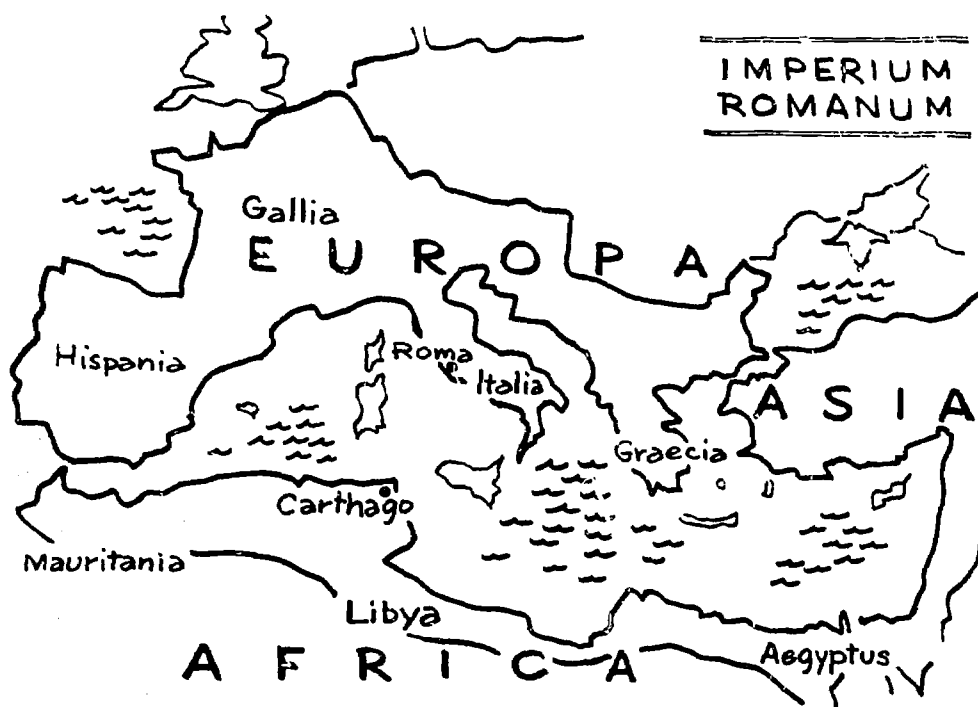 IMPERIUM
ROMANUM
Gallia
EUROPA
Hispania
Roma
Italia
ASIA
Graecia
Carthago
Mauritania
Libya
Aegyptus
AFRICA